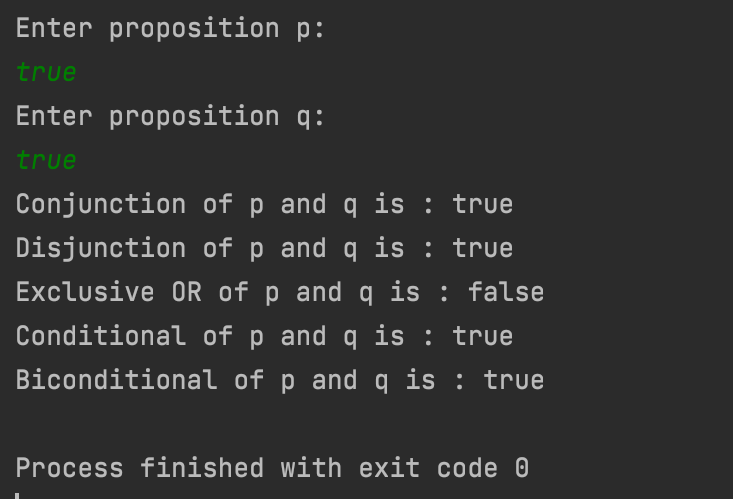 Enter proposition p:
true
Enter proposition q:
true
Conjunction of p and q is : true
Disjunction of p and q is : true
Exclusive OR of p and q is : false
Conditional of p and q is : true
Biconditional of p and q is : true
Process finished with exit code 0